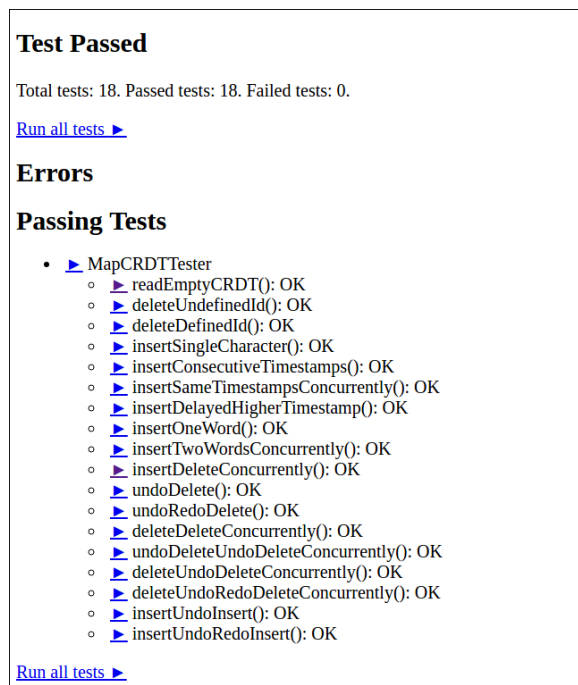 Test Passed
Total tests: 18. Passed tests: 18. Failed tests: 0.
Run all tests ►
Errors
Passing Tests
• ► MapCRDTTester
◦ ► readEmptyCRDT(): OK
◦ ► deleteUndefinedId(): OK
◦ ► deleteDefinedId(): OK
◦ ► insertSingleCharacter(): OK
◦ ► insertConsecutiveTimestamps(): OK
◦ ► insertSameTimestampsConcurrently(): OK
◦ ► insertDelayedHigherTimestamp(): OK
◦ ► insertOneWord(): OK
◦ ► insertTwoWordsConcurrently(): OK
◦ ► insertDeleteConcurrently(): OK
◦ ► undoDelete(): OK
◦ ► undoRedoDelete(): OK
◦ ► deleteDeleteConcurrently(): OK
◦ ► undoDeleteUndoDeleteConcurrently(): OK
◦ ► deleteUndoDeleteConcurrently(): OK
◦ ► deleteUndoRedoDeleteConcurrently(): OK
◦ ► insertUndoInsert(): OK
◦ ► insertUndoRedoInsert(): OK
Run all tests ►